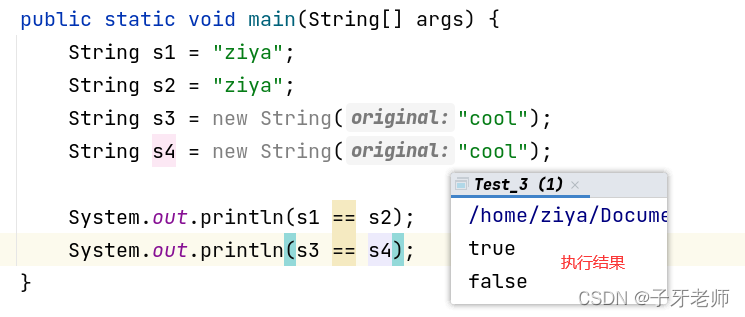 public static void main(String[] args) {
String s1 = "ziya";
String s2 = "ziya";
String s3 = new String( original: "cool");
String s4 = new String( original: "cool");
System.out.println(s1 == s2);
System.out.println(s3 == s4);
}
Test_3 (1) ×
/home/ziya/Docume
true
执行结果
false
CSDN @子牙老师